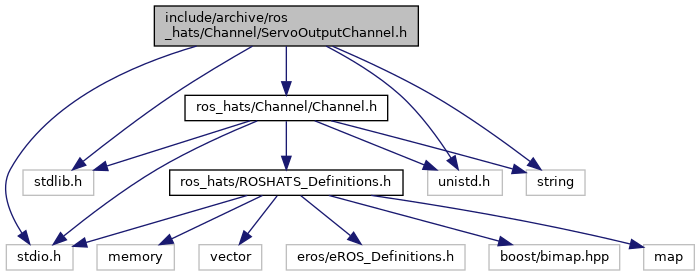 include/archive/ros
_hats/Channel/ServoOutputChannel.h
ros_hats/Channel/Channel.h
stdlib.h
ros_hats/ROSHATS_Definitions.h
unistd.h
string
stdio.h
memory
vector
eros/eROS_Definitions.h
boost/bimap.hpp
map